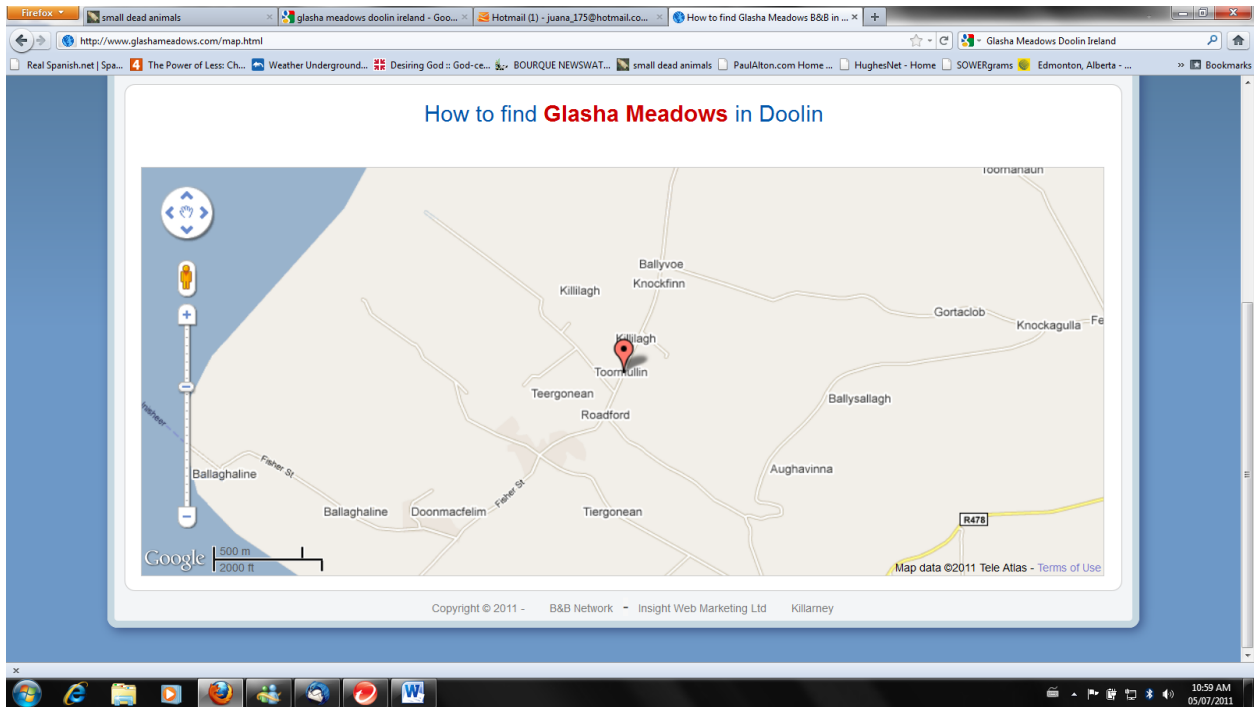 Firefox
small dead animals
glasha meadows doolin ireland - Goo...
Hotmail (1) - juana_175@hotmail.co...
How to find Glasha Meadows B&B in ...
http://www.glashameadows.com/map.html
Glasha Meadows Doolin Ireland
Real Spanish.net | Spa...
The Power of Less: Ch...
Weather Underground...
Desiring God :: God-ce...
BOURQUE NEWSWAT...
small dead animals
PaulAlton.com Home ...
HughesNet - Home
SOWERgrams
Edmonton, Alberta - ...
»
Bookmarks
How to find Glasha Meadows in Doolin
Toornanaun
Ballyvoe
Knockfinn
Killilagh
Gortaclob
Knockagulla
Fe
Killilagh
Toormullin
Teergonean
Ballysallagh
Roadford
Inisheer
Fisher St
Ballaghaline
Aughavinna
Fisher St
Ballaghaline
Doonmacfelim
Tiergonean
R478
Google
500 m
2000 ft
Map data ©2011 Tele Atlas - Terms of Use
Copyright © 2011 - B&B Network - Insight Web Marketing Ltd Killarney
10:59 AM
05/07/2011